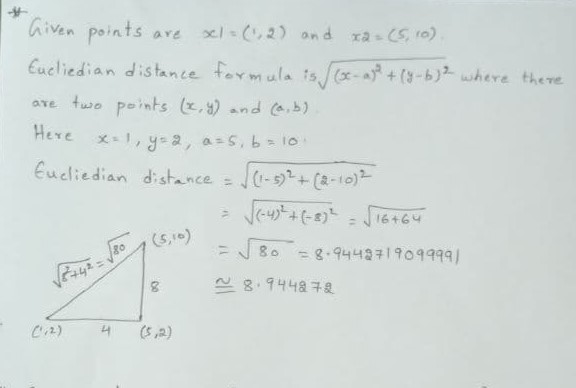 * Given points are x1 = (1,2) and x2 = (5,10).
Eucliedian distance formula is √(x-a)² + (y-b)² where there
are two points (x,y) and (a,b)
Here x=1, y=2, a=5, b=10.
Eucliedian distance = √(1-5)² + (2-10)²
= √(-4)² + (-8)² = √16+64
= √80 = 8.94427190999991
≅ 8.944272
(5,10)
√8²+4² = √80
8
(1,2) 4 (5,2)